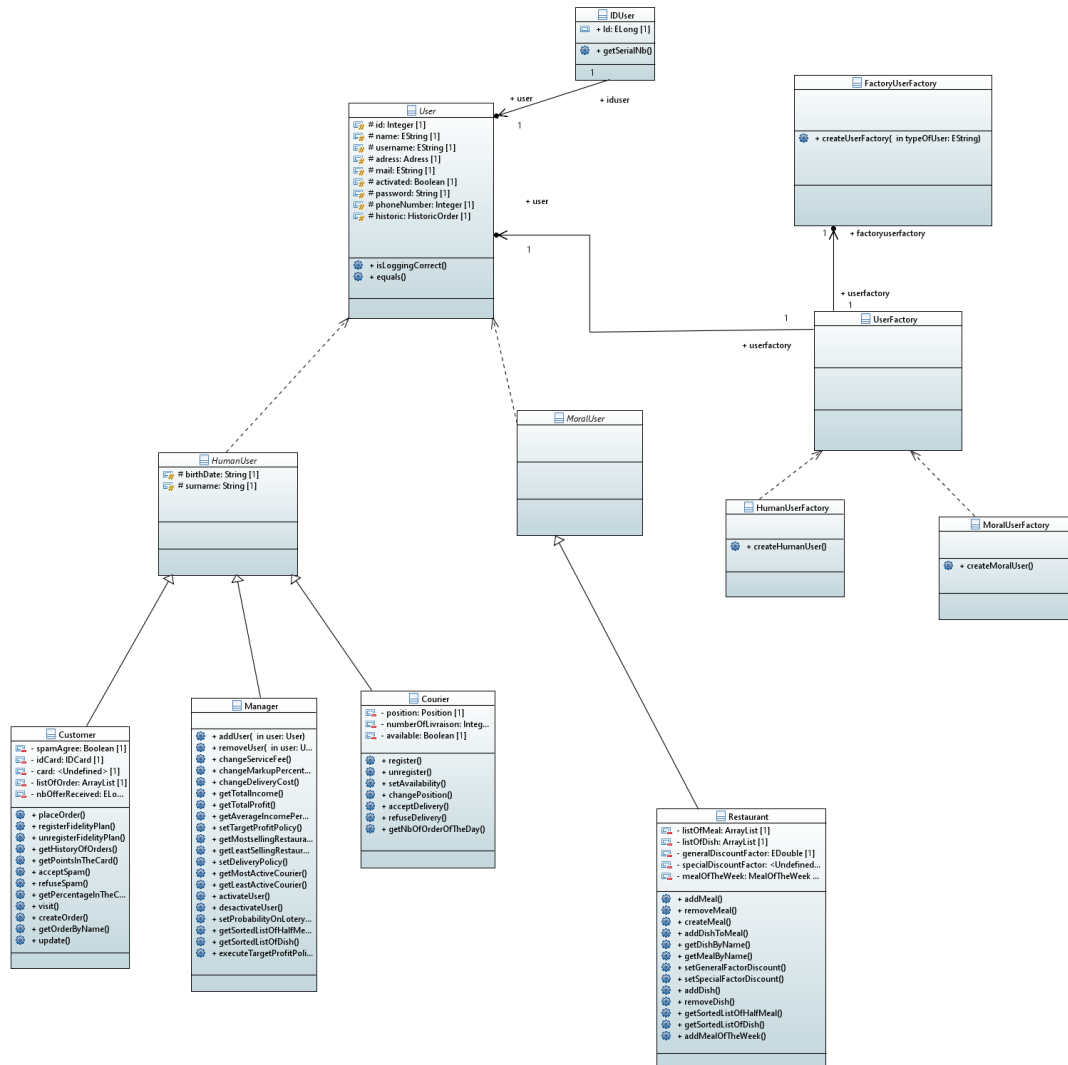 IDUser
+ Id: ELong [1]
+ getSerialNb()
1
+ user
+ iduser
1
User
# id: Integer [1]
# name: EString [1]
# username: EString [1]
# adress: Adress [1]
# mail: EString [1]
# activated: Boolean [1]
# password: String [1]
# phoneNumber: Integer [1]
# historic: HistoricOrder [1]
+ isLoggingCorrect()
+ equals()
+ user
1
FactoryUserFactory
+ createUserFactory( in typeOfUser: EString)
1
+ factoryuserfactory
+ userfactory
1
1
+ userfactory
UserFactory
MoralUser
HumanUser
# birthDate: String [1]
# surname: String [1]
HumanUserFactory
+ createHumanUser()
MoralUserFactory
+ createMoralUser()
Customer
- spamAgree: Boolean [1]
- idCard: IDCard [1]
- card: <Undefined> [1]
- listOfOrder: ArrayList [1]
- nbOfferReceived: ELo...
+ placeOrder()
+ registerFidelityPlan()
+ unregisterFidelityPlan()
+ getHistoryOfOrders()
+ getPointsInTheCard()
+ acceptSpam()
+ refuseSpam()
+ getPercentageInTheC...
+ visit()
+ createOrder()
+ getOrderByName()
+ update()
Manager
+ addUser( in user: User)
+ removeUser( in user: U...
+ changeServiceFee()
+ changeMarkupPercent...
+ changeDeliveryCost()
+ getTotalIncome()
+ getTotalProfit()
+ getAverageIncomePer...
+ setTargetProfitPolicy()
+ getMostsellingRestaura...
+ getLeastSellingRestaur...
+ setDeliveryPolicy()
+ getMostActiveCourier()
+ getLeastActiveCourier()
+ activateUser()
+ desactivateUser()
+ setProbabilityOnLotery...
+ getSortedListOfHalfMe...
+ getSortedListOfDish()
+ executeTargetProfitPoli...
Courier
- position: Position [1]
- numberOfLivraison: Integ...
- available: Boolean [1]
+ register()
+ unregister()
+ setAvailability()
+ changePosition()
+ acceptDelivery()
+ refuseDelivery()
+ getNbOfOrderOfTheDay()
Restaurant
- listOfMeal: ArrayList [1]
- listOfDish: ArrayList [1]
- generalDiscountFactor: EDouble [1]
- specialDiscountFactor: <Undefined...
- mealOfTheWeek: MealOfTheWeek ...
+ addMeal()
+ removeMeal()
+ createMeal()
+ addDishToMeal()
+ getDishByName()
+ getMealByName()
+ setGeneralFactorDiscount()
+ setSpecialFactorDiscount()
+ addDish()
+ removeDish()
+ getSortedListOfHalfMeal()
+ getSortedListOfDish()
+ addMealOfTheWeek()